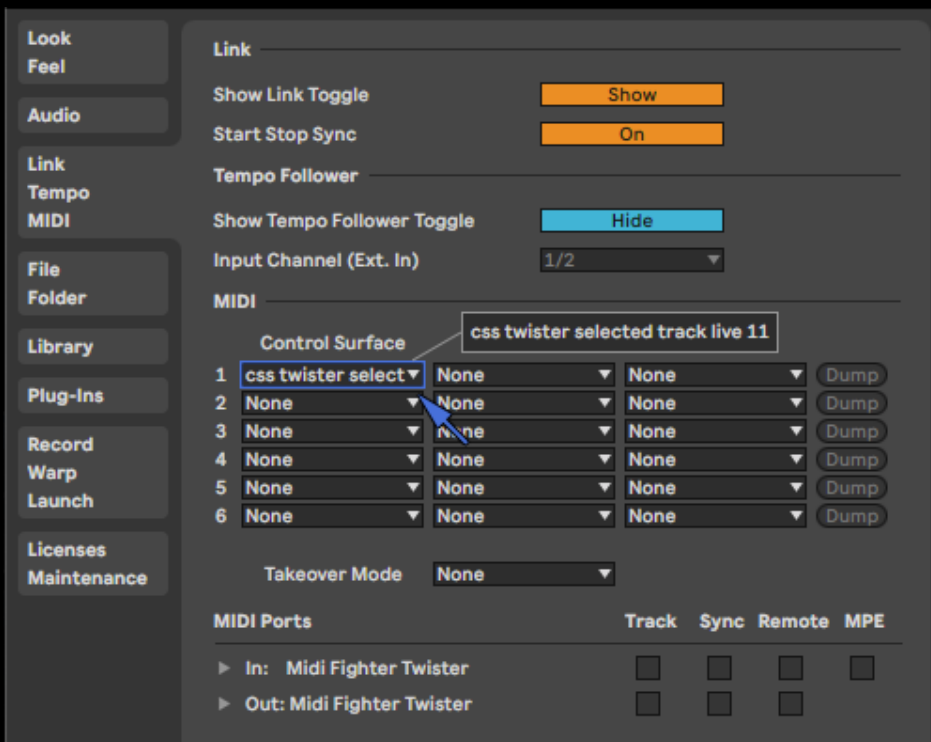 Look
Feel
Audio
Link
Tempo
MIDI
File
Folder
Library
Plug-Ins
Record
Warp
Launch
Licenses
Maintenance
Link
Show Link Toggle Show
Start Stop Sync On
Tempo Follower
Show Tempo Follower Toggle Hide
Input Channel (Ext. In) 1/2
MIDI
css twister selected track live 11
Control Surface
1 css twister select None None Dump
2 None None None Dump
3 None None None Dump
4 None None None Dump
5 None None None Dump
6 None None None Dump
Takeover Mode None
MIDI Ports Track Sync Remote MPE
In: Midi Fighter Twister
Out: Midi Fighter Twister